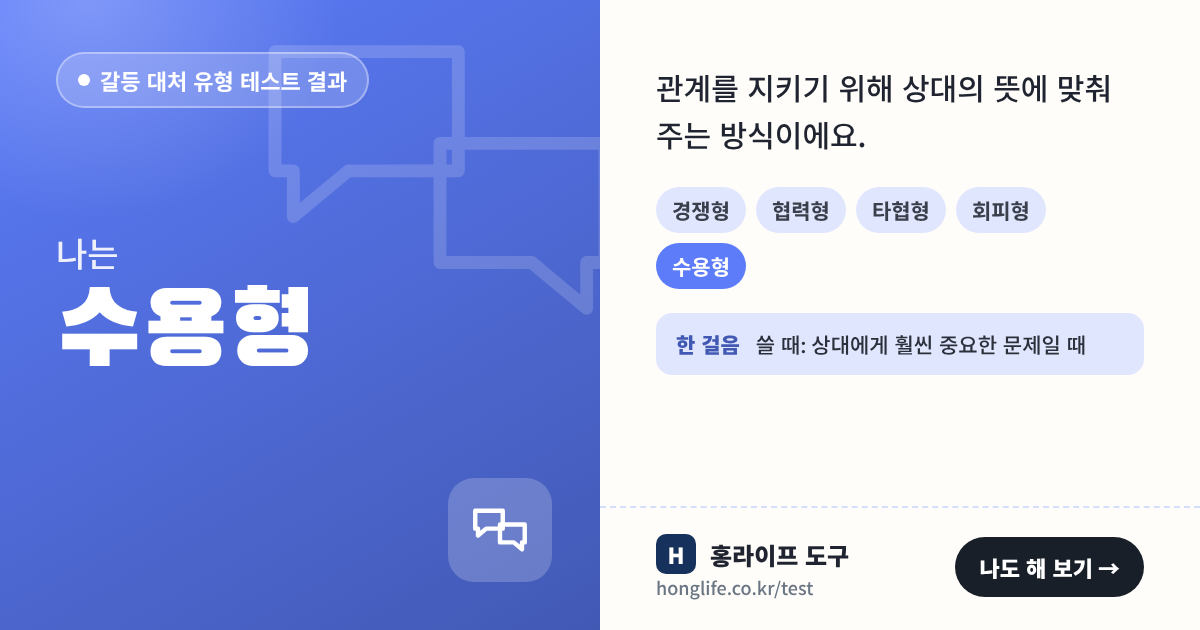 갈등 대처 유형 테스트 결과
나는
수용형
관계를 지키기 위해 상대의 뜻에 맞춰
주는 방식이에요.
경쟁형 협력형 타협형 회피형
수용형
한 걸음 쓸 때: 상대에게 훨씬 중요한 문제일 때
H 홍라이프 도구
honglife.co.kr/test
나도 해 보기 →